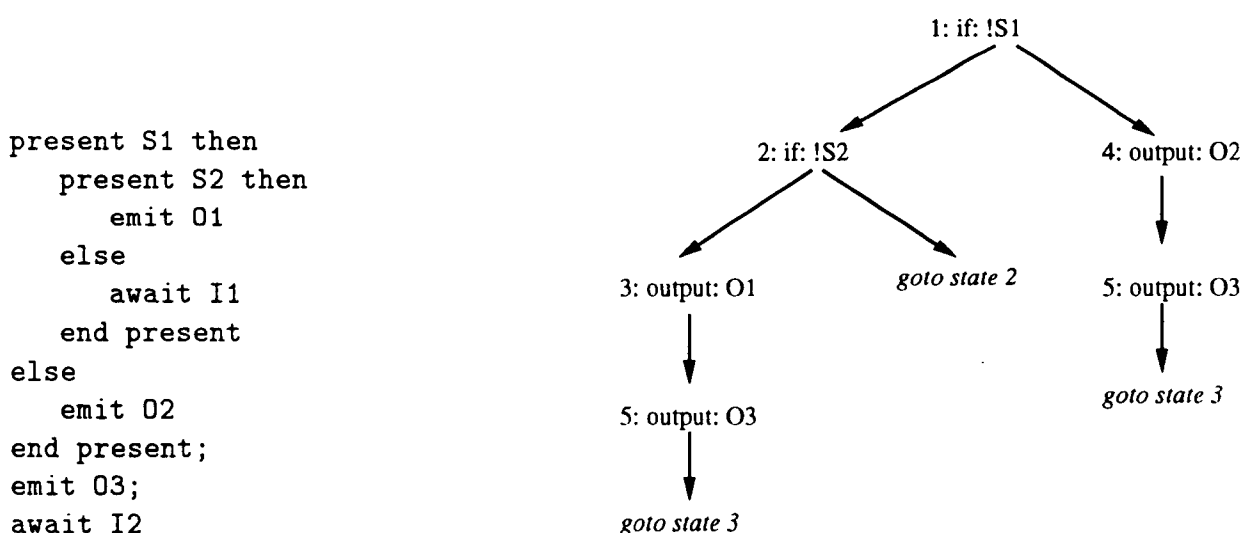 present S1 then
present S2 then
emit O1
else
await I1
end present
else
emit O2
end present;
emit O3;
await I2
1: if: !S1
2: if: !S2
4: output: O2
3: output: O1
goto state 2
5: output: O3
5: output: O3
goto state 3
goto state 3